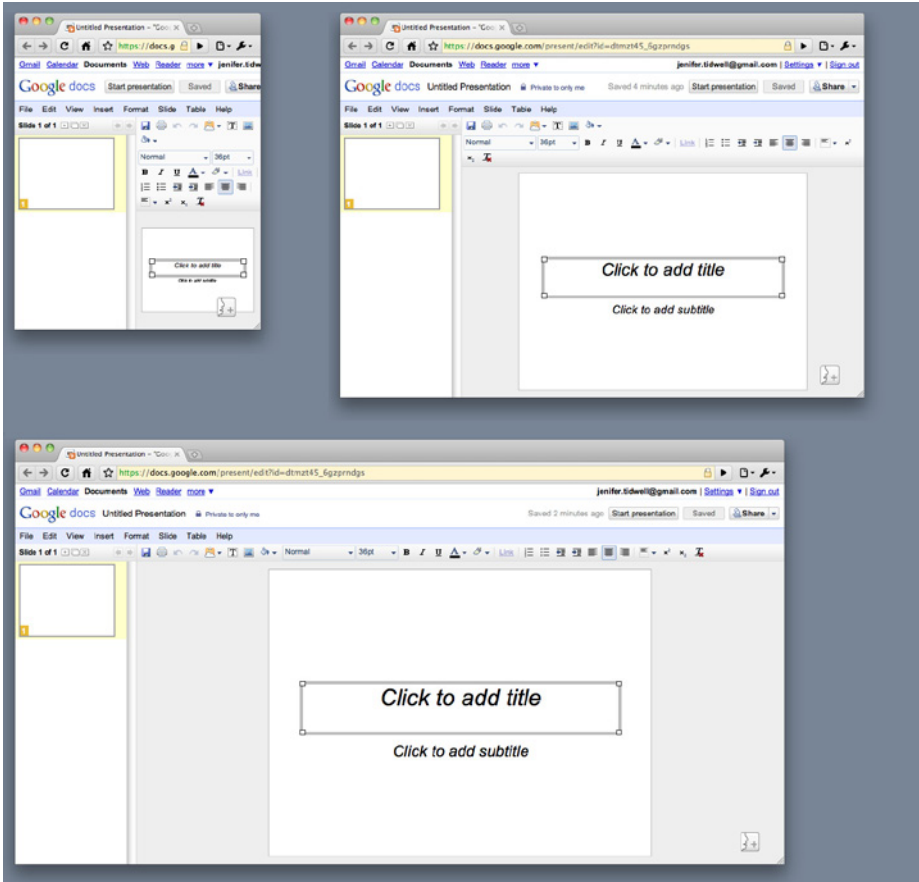 Untitled Presentation - "Goo
https://docs.g
Gmail Calendar Documents Web Reader more ▼ jenifer.tidw
Google docs Start presentation Saved Share
File Edit View Insert Format Slide Table Help
Slide 1 of 1
Normal 36pt
B I U A Link
Click to add title
Click to add subtitle
1
Untitled Presentation - "Goo
https://docs.google.com/present/edit?id=dtmzt45_6gzprndgs
Gmail Calendar Documents Web Reader more ▼ jenifer.tidwell@gmail.com | Settings ▼ | Sign out
Google docs Untitled Presentation Private to only me Saved 4 minutes ago Start presentation Saved Share
File Edit View Insert Format Slide Table Help
Slide 1 of 1
Normal 36pt B I U A Link
1
Click to add title
Click to add subtitle
Untitled Presentation - "Goo
https://docs.google.com/present/edit?id=dtmzt45_6gzprndgs
Gmail Calendar Documents Web Reader more ▼ jenifer.tidwell@gmail.com | Settings ▼ | Sign out
Google docs Untitled Presentation Private to only me Saved 2 minutes ago Start presentation Saved Share
File Edit View Insert Format Slide Table Help
Slide 1 of 1 T Normal 36pt B I U A Link
1
Click to add title
Click to add subtitle